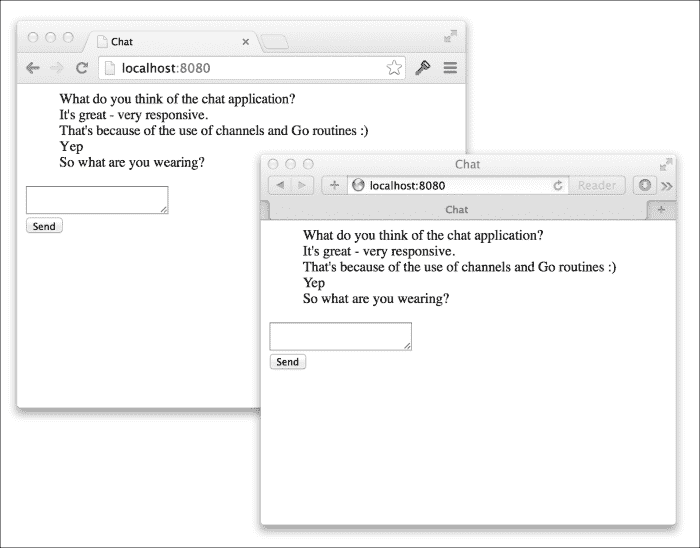 Chat
localhost:8080
What do you think of the chat application?
It's great - very responsive.
That's because of the use of channels and Go routines :)
Yep
So what are you wearing?
Send
Chat
localhost:8080
Reader
Chat
What do you think of the chat application?
It's great - very responsive.
That's because of the use of channels and Go routines :)
Yep
So what are you wearing?
Send